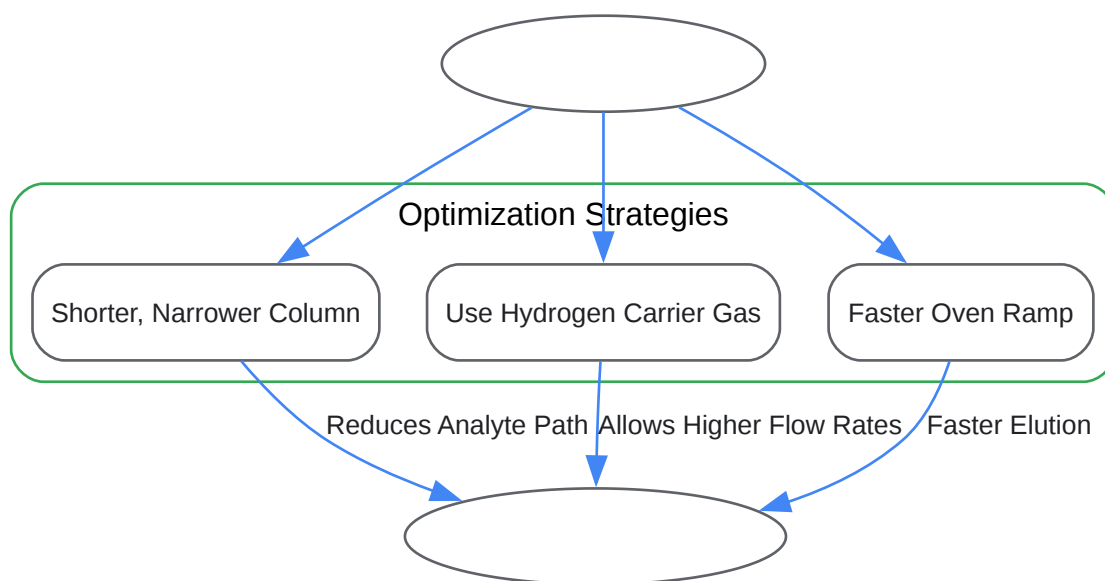 Optimization Strategies
Shorter, Narrower Column
Use Hydrogen Carrier Gas
Faster Oven Ramp
Reduces Analyte Path
Allows Higher Flow Rates
Faster Elution